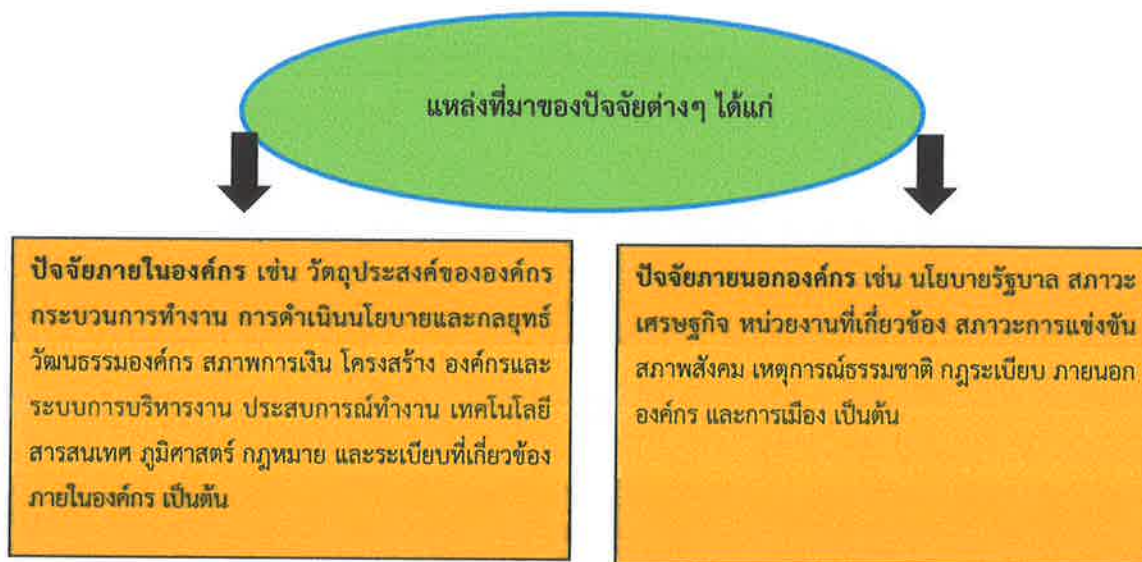 แหล่งที่มาของปัจจัยต่างๆ ได้แก่
ปัจจัยภายในองค์กร เช่น วัตถุประสงค์ขององค์กร
กระบวนการทำงาน การดำเนินนโยบายและกลยุทธ์
วัฒนธรรมองค์กร สภาพการเงิน โครงสร้าง องค์กรและ
ระบบการบริหารงาน ประสบการณ์ทำงาน เทคโนโลยี
สารสนเทศ ภูมิศาสตร์ กฎหมาย และระเบียบที่เกี่ยวข้อง
ภายในองค์กร เป็นต้น
ปัจจัยภายนอกองค์กร เช่น นโยบายรัฐบาล สภาวะ
เศรษฐกิจ หน่วยงานที่เกี่ยวข้อง สภาวะการแข่งขัน
สภาพสังคม เหตุการณ์ธรรมชาติ กฎระเบียบ ภายนอก
องค์กร และการเมือง เป็นต้น